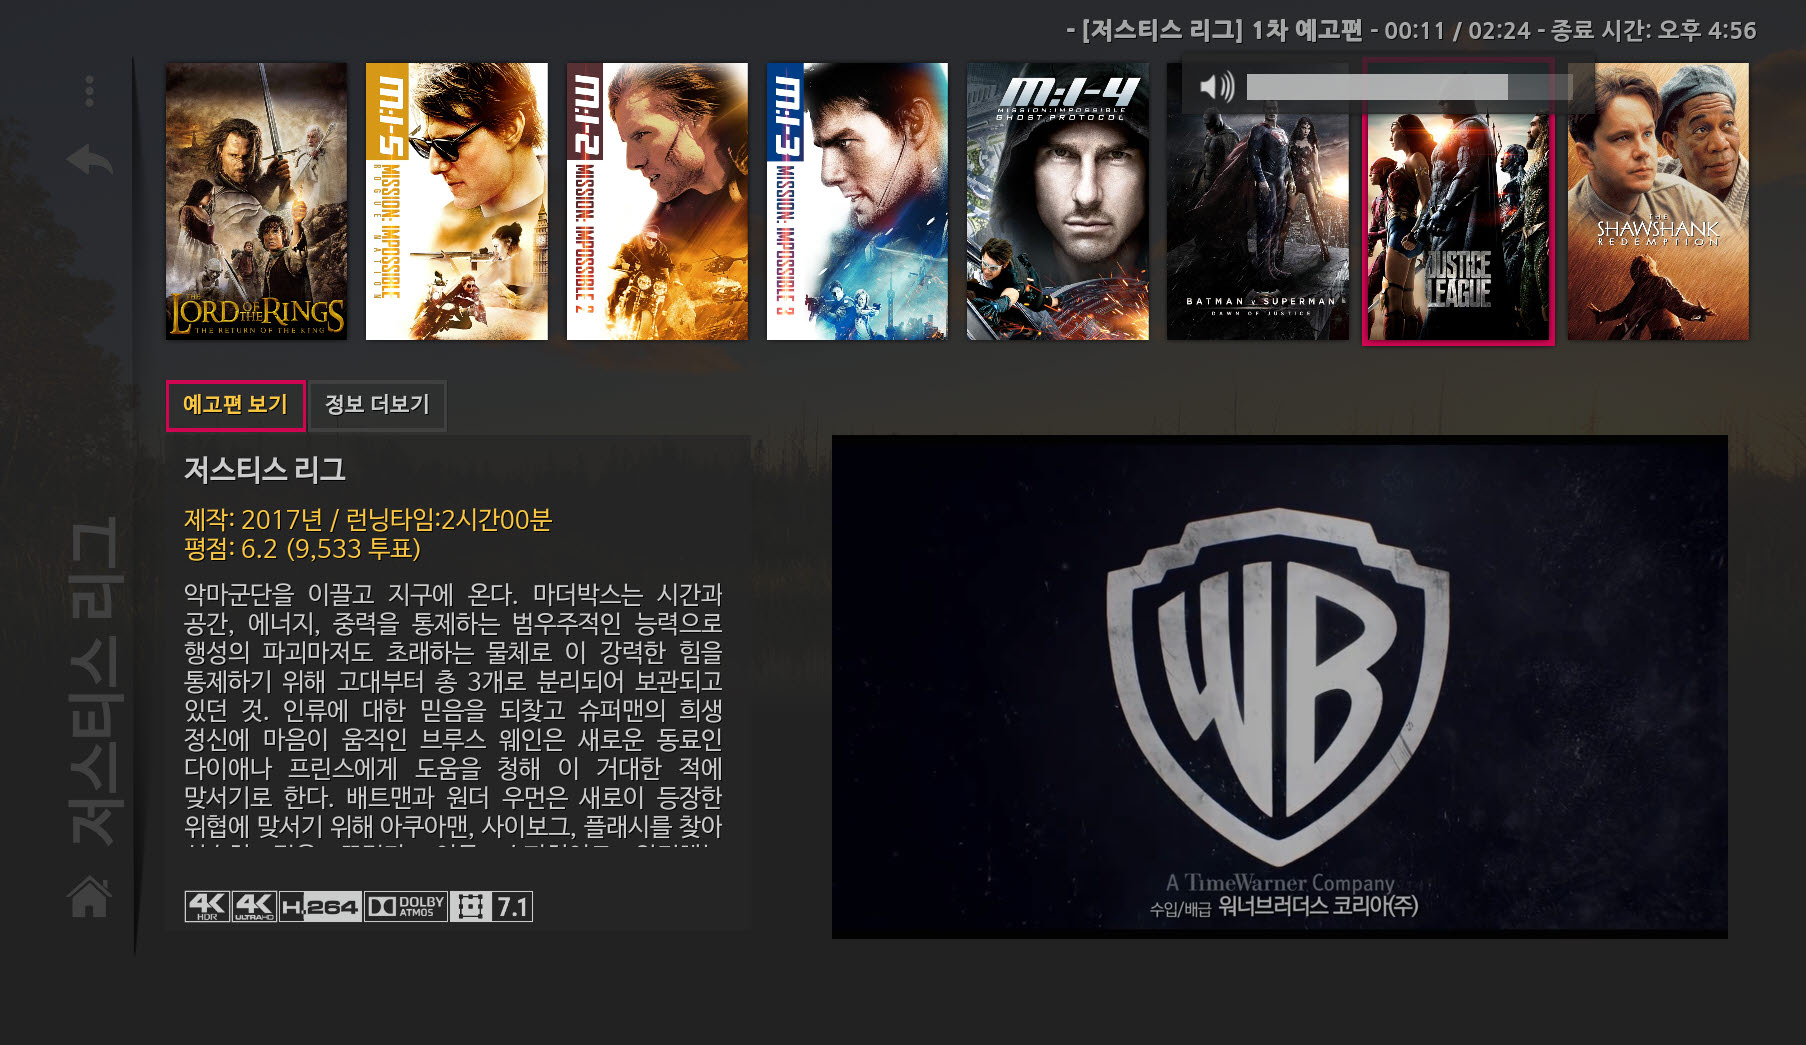 - [저스티스 리그] 1차 예고편 - 00:11 / 02:24 - 종료 시간: 오후 4:56
THE
LORD OF THE RINGS
THE RETURN OF THE KING
M:I-5
MISSION: IMPOSSIBLE
ROGUE NATION
M:I-2
MISSION: IMPOSSIBLE 2
M:I-3
MISSION: IMPOSSIBLE 3
M:I-4
MISSION: IMPOSSIBLE
GHOST PROTOCOL
BATMAN v SUPERMAN
DAWN OF JUSTICE
JUSTICE
LEAGUE
THE
SHAWSHANK
REDEMPTION
예고편 보기
정보 더보기
저스티스 리그
저스티스 리그
제작: 2017년 / 런닝타임:2시간00분
평점: 6.2 (9,533 투표)
악마군단을 이끌고 지구에 온다. 마더박스는 시간과
공간, 에너지, 중력을 통제하는 범우주적인 능력으로
행성의 파괴마저도 초래하는 물체로 이 강력한 힘을
통제하기 위해 고대부터 총 3개로 분리되어 보관되고
있던 것. 인류에 대한 믿음을 되찾고 슈퍼맨의 희생
정신에 마음이 움직인 브루스 웨인은 새로운 동료인
다이애나 프린스에게 도움을 청해 이 거대한 적에
맞서기로 한다. 배트맨과 원더 우먼은 새로이 등장한
위협에 맞서기 위해 아쿠아맨, 사이보그, 플래시를 찾아
4K HDR
4K ULTRA HD
H.264
DOLBY ATMOS
7.1
WB
A TimeWarner Company
수입/배급 워너브러더스 코리아(주)